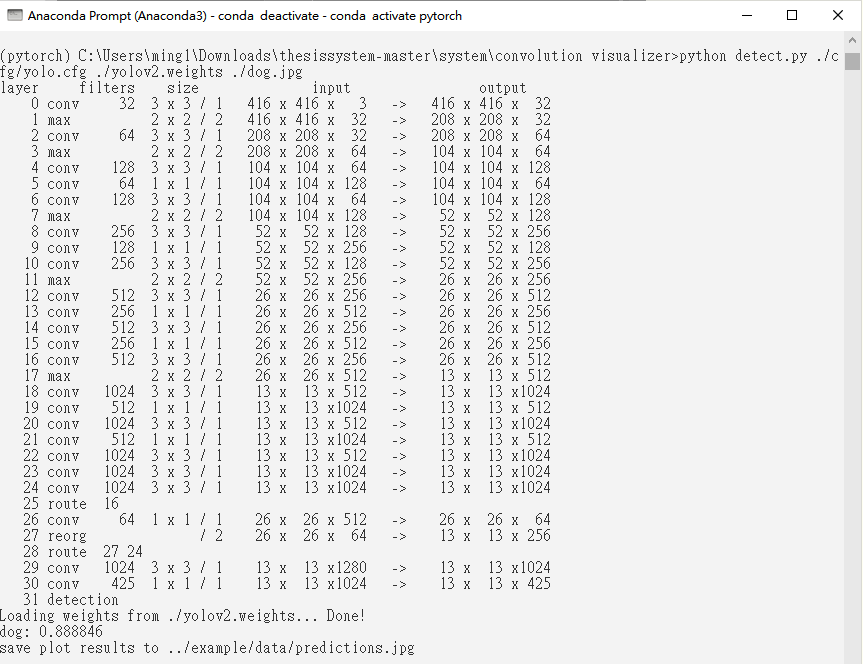 Anaconda Prompt (Anaconda3) - conda  deactivate - conda  activate pytorch
(pytorch) C:\Users\ming1\Downloads\thesissystem-master\system\convolution visualizer>python detect.py ./c
fg/yolo.cfg ./yolov2.weights ./dog.jpg
layer     filters    size              input                output
    0 conv     32  3 x 3 / 1   416 x 416 x   3   ->   416 x 416 x  32
    1 max          2 x 2 / 2   416 x 416 x  32   ->   208 x 208 x  32
    2 conv     64  3 x 3 / 1   208 x 208 x  32   ->   208 x 208 x  64
    3 max          2 x 2 / 2   208 x 208 x  64   ->   104 x 104 x  64
    4 conv    128  3 x 3 / 1   104 x 104 x  64   ->   104 x 104 x 128
    5 conv     64  1 x 1 / 1   104 x 104 x 128   ->   104 x 104 x  64
    6 conv    128  3 x 3 / 1   104 x 104 x  64   ->   104 x 104 x 128
    7 max          2 x 2 / 2   104 x 104 x 128   ->    52 x  52 x 128
    8 conv    256  3 x 3 / 1    52 x  52 x 128   ->    52 x  52 x 256
    9 conv    128  1 x 1 / 1    52 x  52 x 256   ->    52 x  52 x 128
   10 conv    256  3 x 3 / 1    52 x  52 x 128   ->    52 x  52 x 256
   11 max          2 x 2 / 2    52 x  52 x 256   ->    26 x  26 x 256
   12 conv    512  3 x 3 / 1    26 x  26 x 256   ->    26 x  26 x 512
   13 conv    256  1 x 1 / 1    26 x  26 x 512   ->    26 x  26 x 256
   14 conv    512  3 x 3 / 1    26 x  26 x 256   ->    26 x  26 x 512
   15 conv    256  1 x 1 / 1    26 x  26 x 512   ->    26 x  26 x 256
   16 conv    512  3 x 3 / 1    26 x  26 x 256   ->    26 x  26 x 512
   17 max          2 x 2 / 2    26 x  26 x 512   ->    13 x  13 x 512
   18 conv   1024  3 x 3 / 1    13 x  13 x 512   ->    13 x  13 x1024
   19 conv    512  1 x 1 / 1    13 x  13 x1024   ->    13 x  13 x 512
   20 conv   1024  3 x 3 / 1    13 x  13 x 512   ->    13 x  13 x1024
   21 conv    512  1 x 1 / 1    13 x  13 x1024   ->    13 x  13 x 512
   22 conv   1024  3 x 3 / 1    13 x  13 x 512   ->    13 x  13 x1024
   23 conv   1024  3 x 3 / 1    13 x  13 x1024   ->    13 x  13 x1024
   24 conv   1024  3 x 3 / 1    13 x  13 x1024   ->    13 x  13 x1024
   25 route  16
   26 conv     64  1 x 1 / 1    26 x  26 x 512   ->    26 x  26 x  64
   27 reorg              / 2    26 x  26 x  64   ->    13 x  13 x 256
   28 route  27 24
   29 conv   1024  3 x 3 / 1    13 x  13 x1280   ->    13 x  13 x1024
   30 conv    425  1 x 1 / 1    13 x  13 x1024   ->    13 x  13 x 425
   31 detection
Loading weights from ./yolov2.weights... Done!
dog: 0.888846
save plot results to ../example/data/predictions.jpg